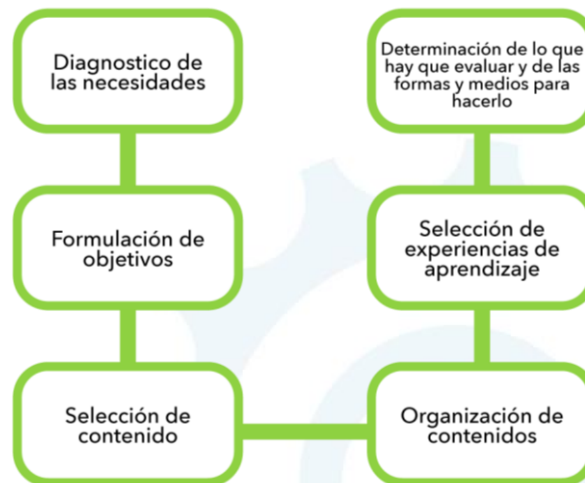 Diagnostico de
las necesidades
Formulación de
objetivos
Selección de
contenido
Organización de
contenidos
Selección de
experiencias de
aprendizaje
Determinación de lo que
hay que evaluar y de las
formas y medios para
hacerlo